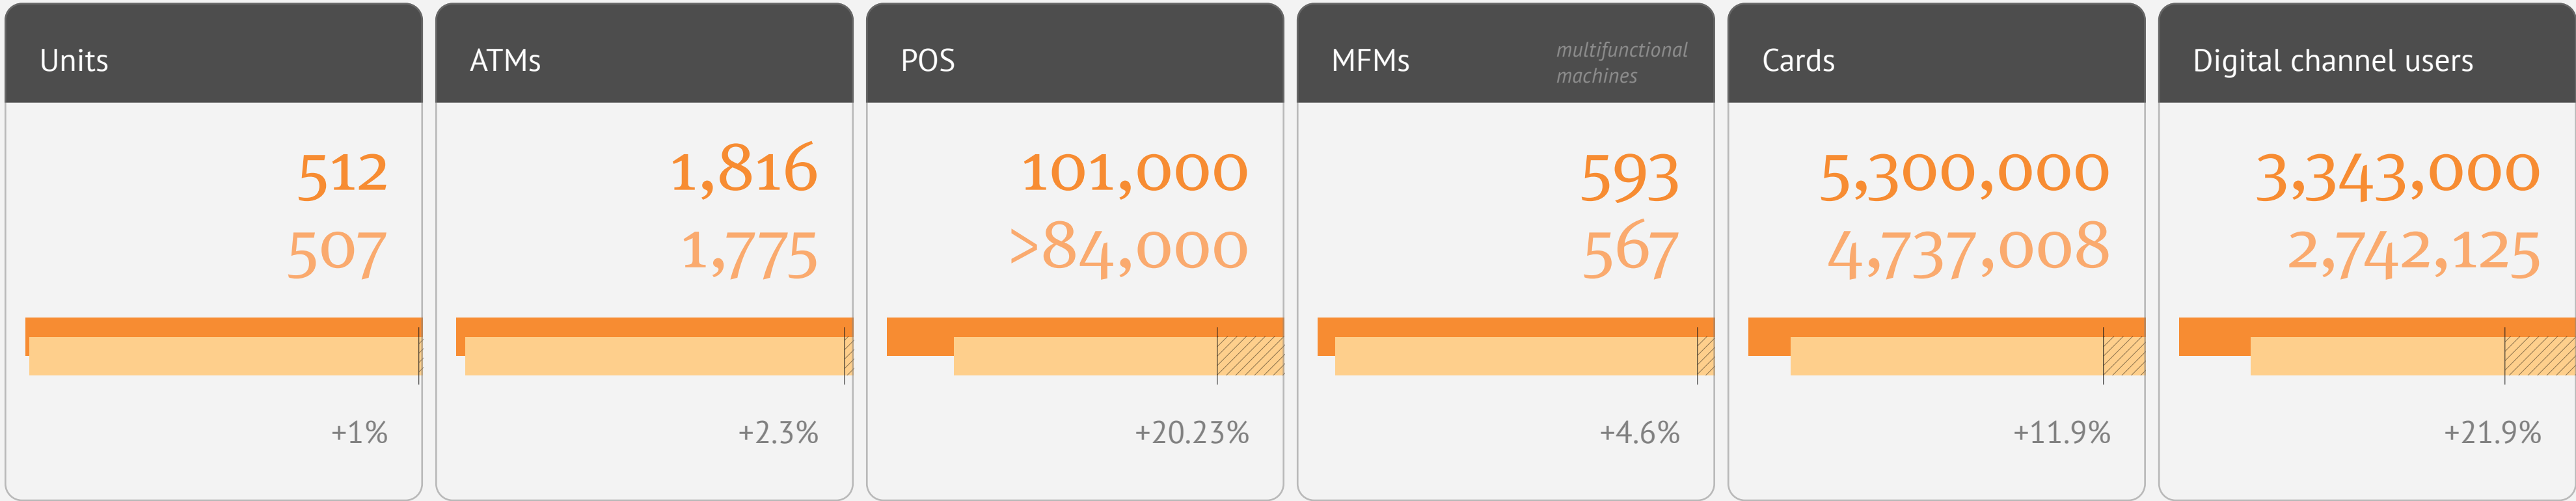 Units
512
507
+1%
ATMs
1,816
1,775
+2.3%
POS
101,000
>84,000
+20.23%
MFMs
multifunctional
machines
593
567
+4.6%
Cards
5,300,000
4,737,008
+11.9%
Digital channel users
3,343,000
2,742,125
+21.9%